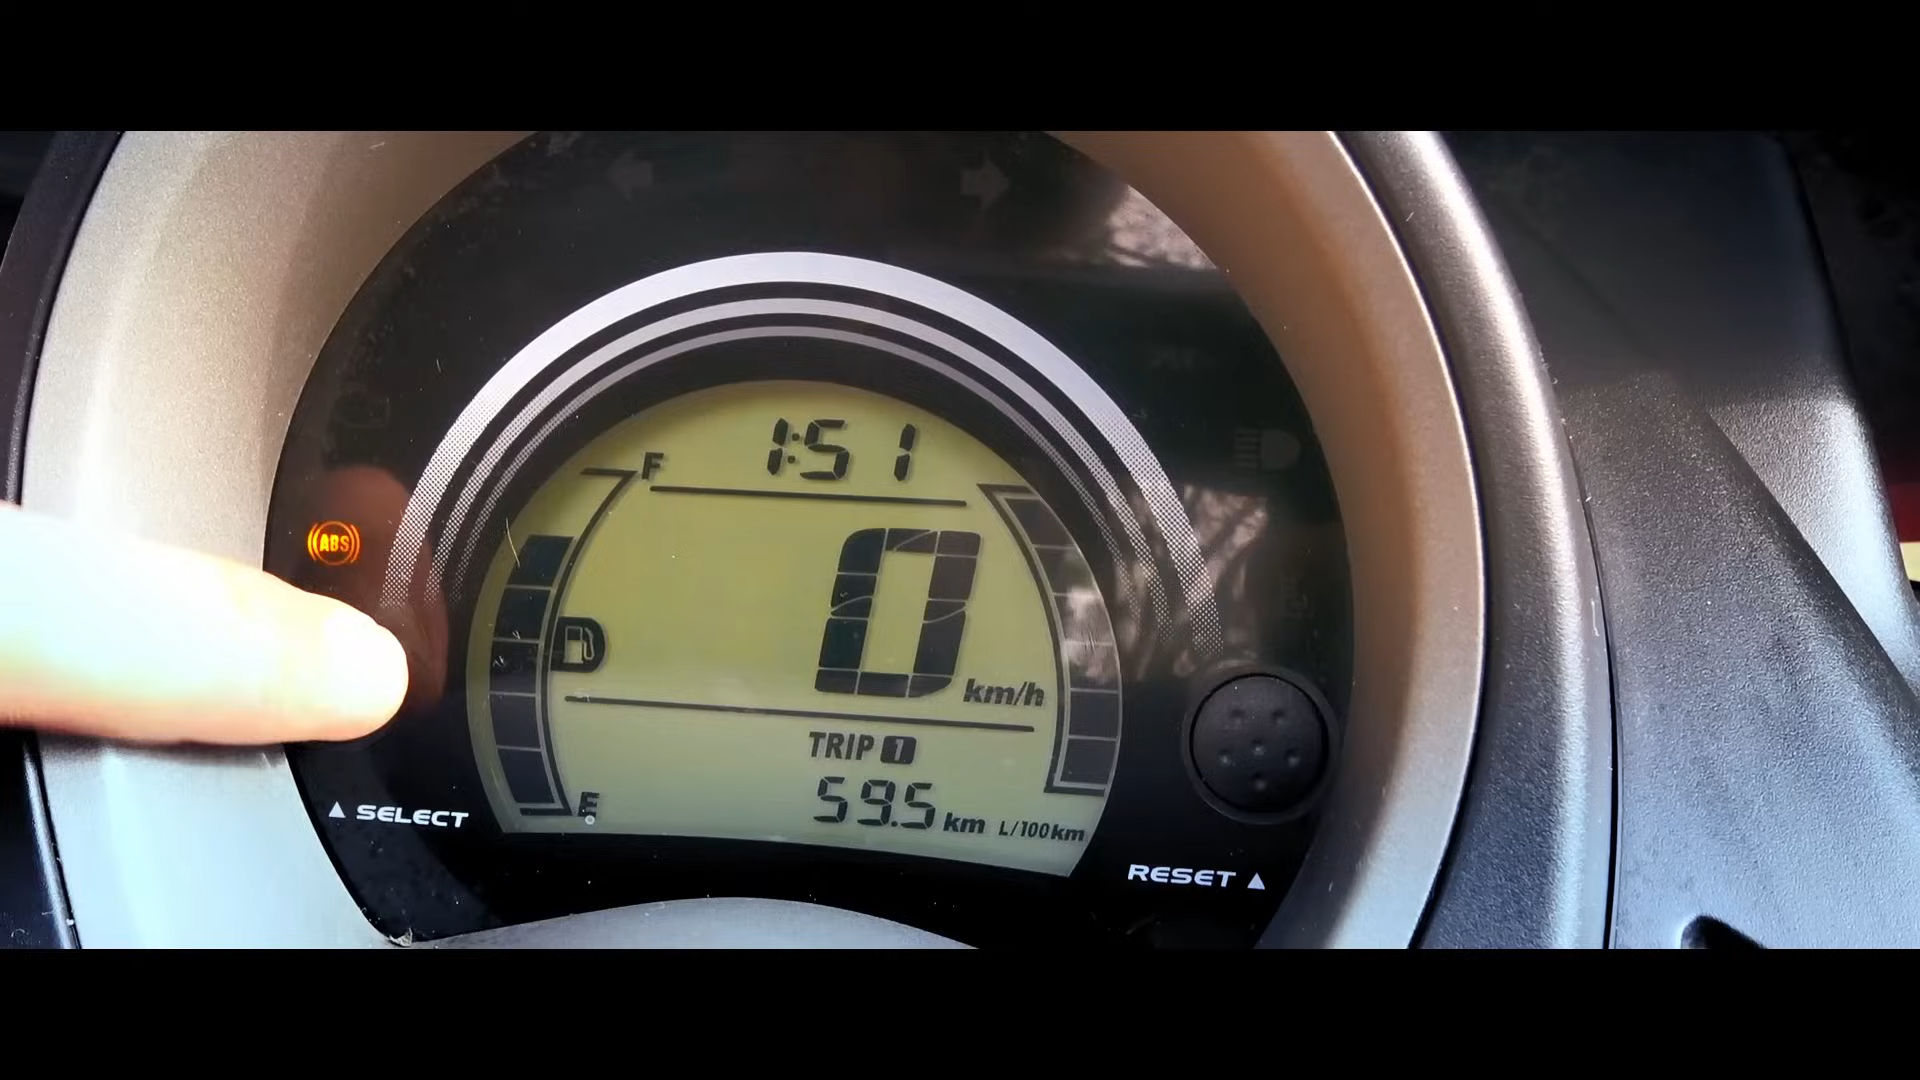 1:51
F
ABS
0
km/h
TRIP 1
E
59.5 km L/100km
SELECT
RESET